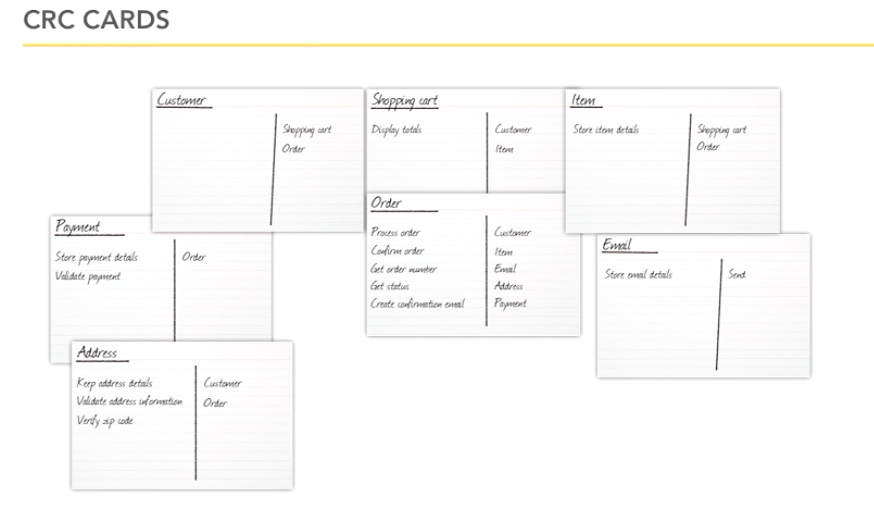 CRC CARDS
Customer
Shopping cart
Order
Shopping cart
Display totals
Customer
Item
Item
Store item details
Shopping cart
Order
Payment
Store payment details
Validate payment
Order
Order
Process order
Confirm order
Get order number
Get status
Create confirmation email
Customer
Item
Email
Address
Payment
Email
Store email details
Send
Address
Keep address details
Validate address information
Verify zip code
Customer
Order